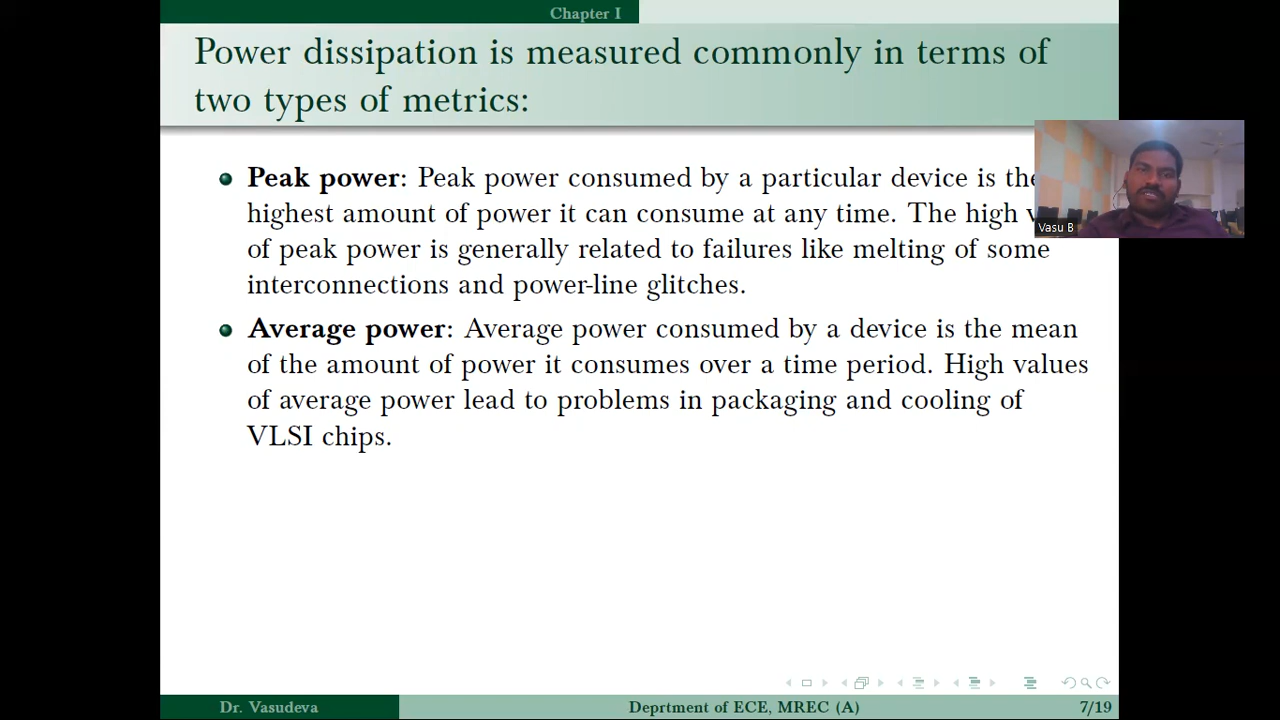 Chapter I
Power dissipation is measured commonly in terms of
two types of metrics:
Peak power: Peak power consumed by a particular device is the
highest amount of power it can consume at any time. The high
of peak power is generally related to failures like melting of some
interconnections and power-line glitches.
Average power: Average power consumed by a device is the mean
of the amount of power it consumes over a time period. High values
of average power lead to problems in packaging and cooling of
VLSI chips.
Vasu B
Dr. Vasudeva
Deprtment of ECE, MREC (A)
7/19